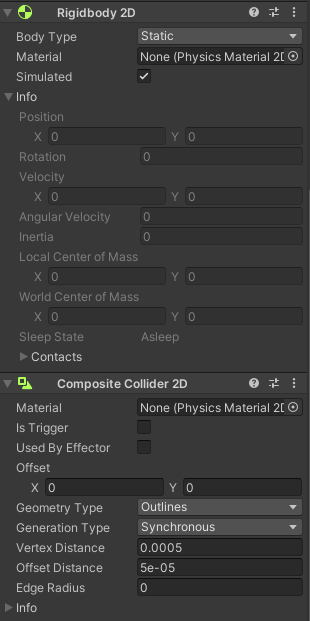 Rigidbody 2D
Body Type Static
Material None (Physics Material 2D
Simulated
Info
Position
X 0 Y 0
Rotation 0
Velocity
X 0 Y 0
Angular Velocity 0
Inertia 0
Local Center of Mass
X 0 Y 0
World Center of Mass
X 0 Y 0
Sleep State Asleep
Contacts
Composite Collider 2D
Material None (Physics Material 2D
Is Trigger
Used By Effector
Offset
X 0 Y 0
Geometry Type Outlines
Generation Type Synchronous
Vertex Distance 0.0005
Offset Distance 5e-05
Edge Radius 0
Info